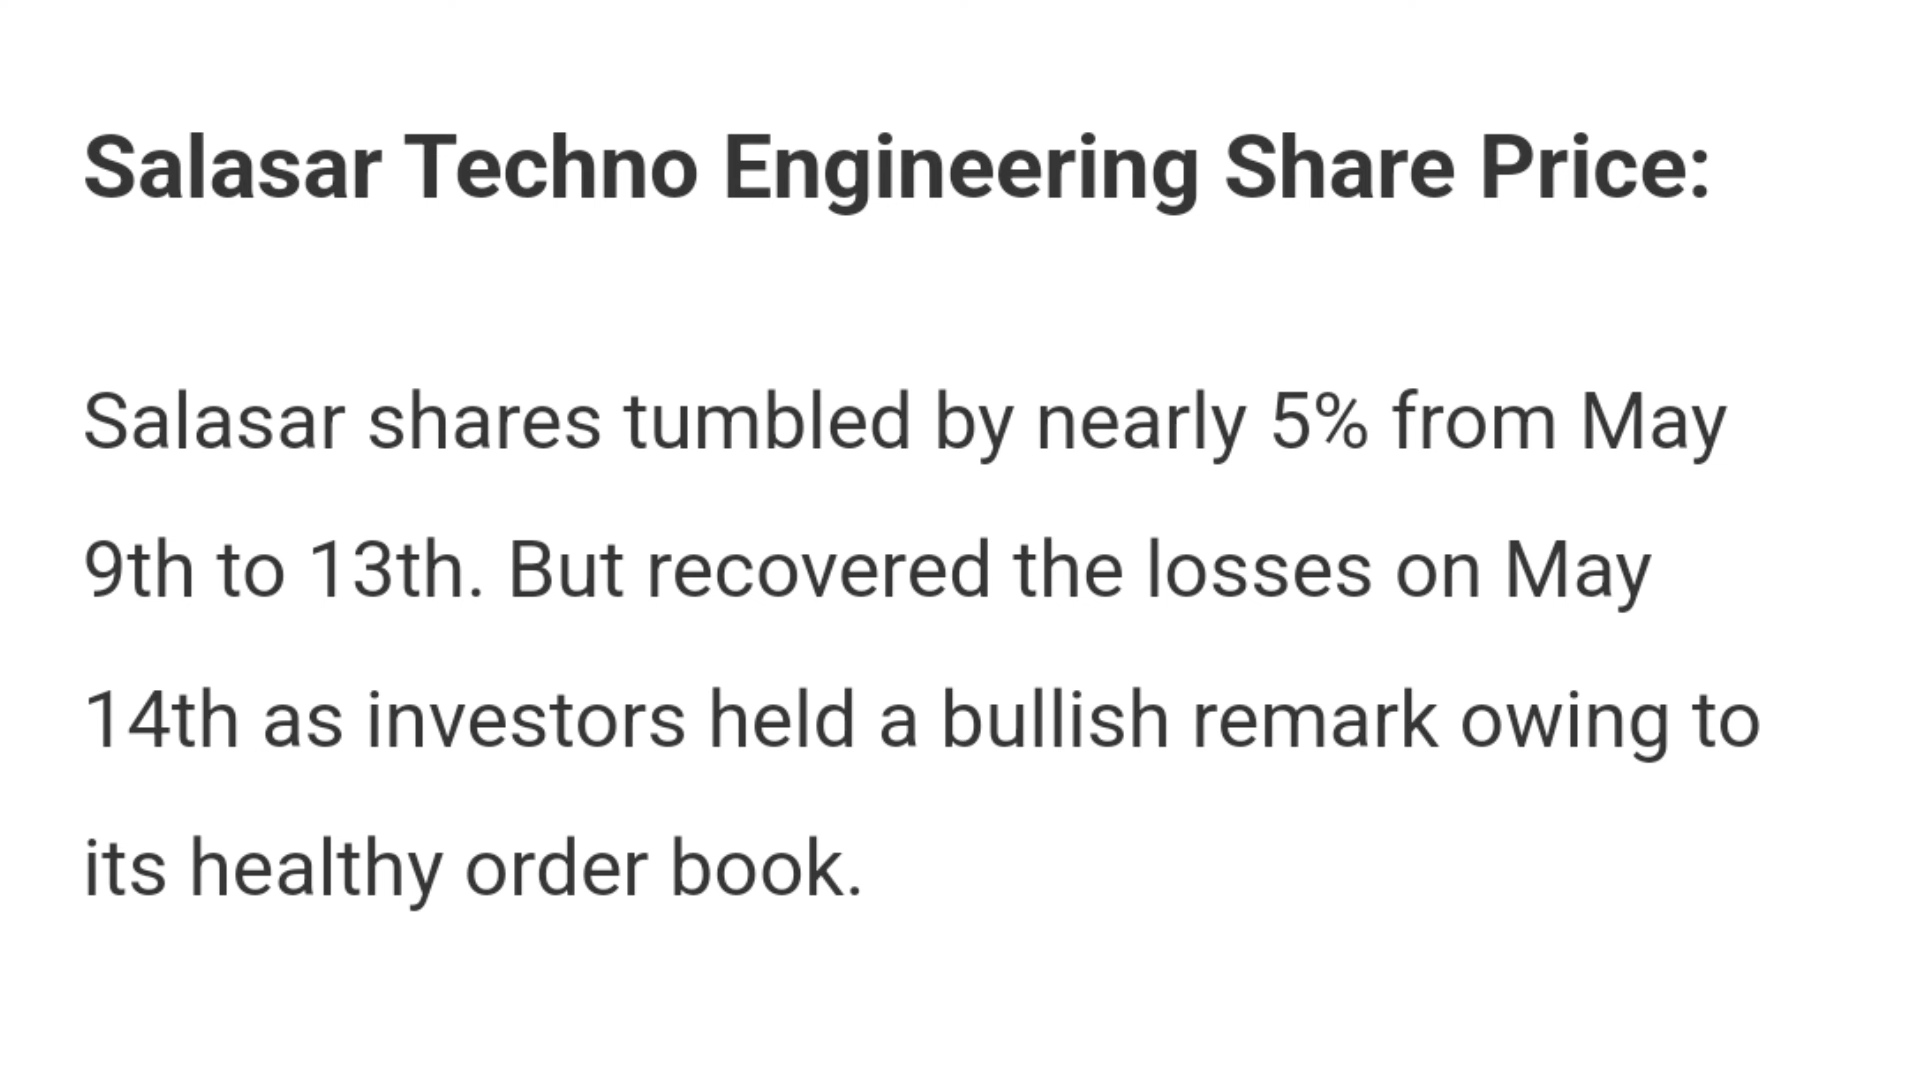 Salasar Techno Engineering Share Price:
Salasar shares tumbled by nearly 5% from May
9th to 13th. But recovered the losses on May
14th as investors held a bullish remark owing to
its healthy order book.